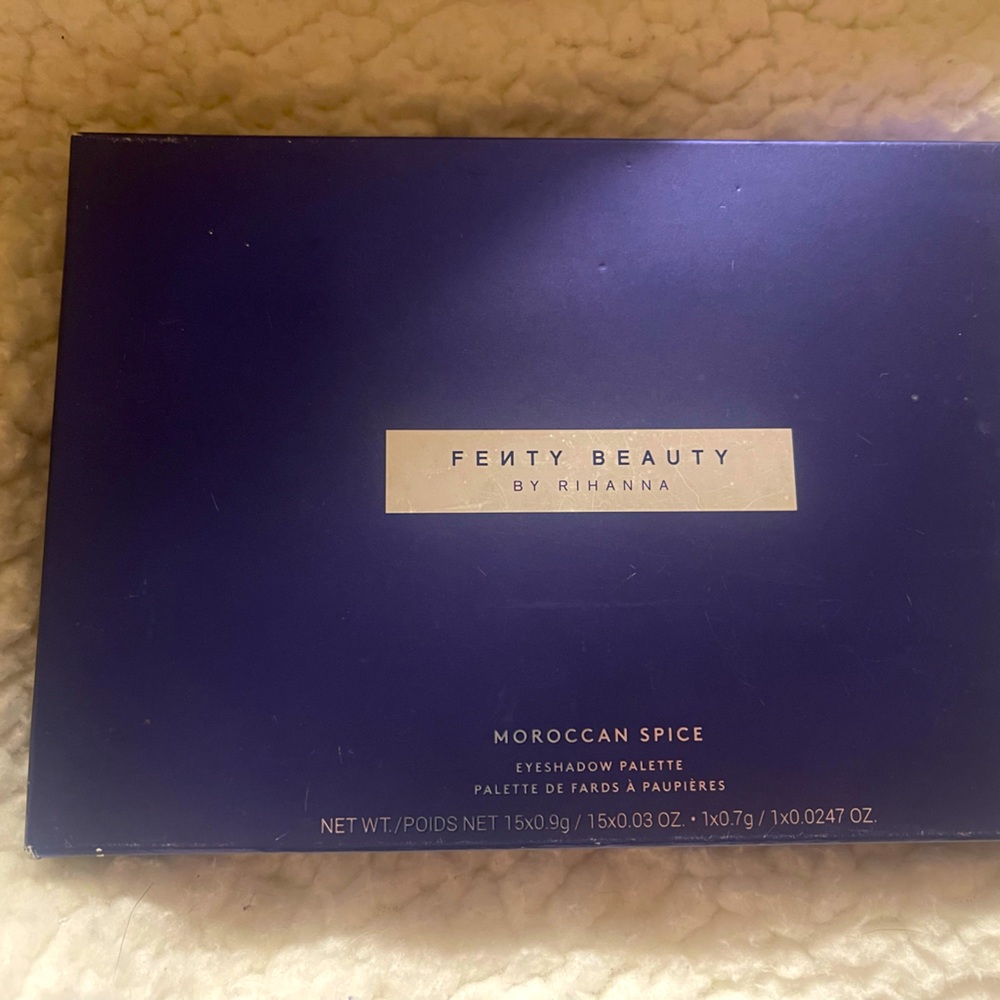 FEИTY BEAUTY
BY RIHANNA
MOROCCAN SPICE
EYESHADOW PALETTE
PALETTE DE FARDS À PAUPIÈRES
NET WT./POIDS NET 15x0.9g / 15x0.03 OZ. • 1x0.7g / 1x0.0247 OZ.